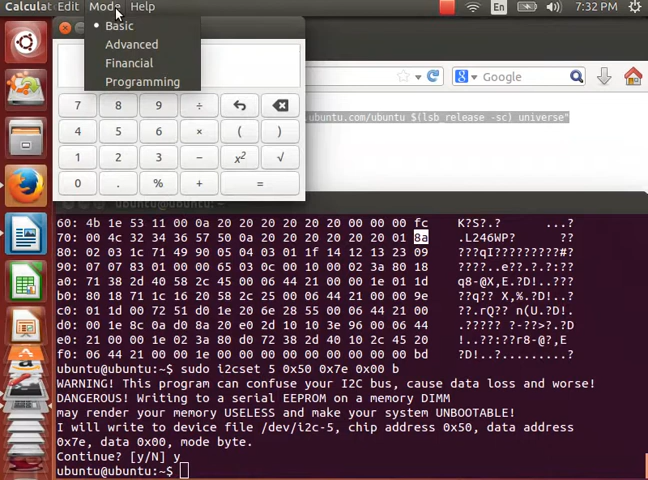 Calculat Edit Mode Help En 7:32 PM
Basic
Advanced
Financial
Programming
Google
7 8 9 ÷
4 5 6 × ( )
1 2 3 − x² √
0 . % + =
.ubuntu.com/ubuntu $(lsb_release -sc) universe"
60: 4b 1e 53 11 00 0a 20 20 20 20 20 20 00 00 00 fc K?S?.? ...?
70: 00 4c 32 34 36 57 50 0a 20 20 20 20 20 20 01 8a .L246WP? ??
80: 02 03 1c 71 49 90 05 04 03 01 1f 14 12 13 23 09 ???qI?????????#?
90: 07 07 83 01 00 00 65 03 0c 00 10 00 02 3a 80 18 ????..e??.?.?:??
a0: 71 38 2d 40 58 2c 45 00 06 44 21 00 00 1e 01 1d q8-@X,E.?D!..???
b0: 80 18 71 1c 16 20 58 2c 25 00 06 44 21 00 00 9e ??q?? X,%.?D!..?
c0: 01 1d 00 72 51 d0 1e 20 6e 28 55 00 06 44 21 00 ??.rQ?? n(U.?D!.
d0: 00 1e 8c 0a d0 8a 20 e0 2d 10 10 3e 96 00 06 44 .????? ?-??>?.?D
e0: 21 00 00 1e 02 3a 80 d0 72 38 2d 40 10 2c 45 20 !..??:??r8-@?,E
f0: 06 44 21 00 00 1e 00 00 00 00 00 00 00 00 00 bd ?D!..?.........?
ubuntu@ubuntu:~$ sudo i2cset 5 0x50 0x7e 0x00 b
WARNING! This program can confuse your I2C bus, cause data loss and worse!
DANGEROUS! Writing to a serial EEPROM on a memory DIMM
may render your memory USELESS and make your system UNBOOTABLE!
I will write to device file /dev/i2c-5, chip address 0x50, data address
0x7e, data 0x00, mode byte.
Continue? [y/N] y
ubuntu@ubuntu:~$